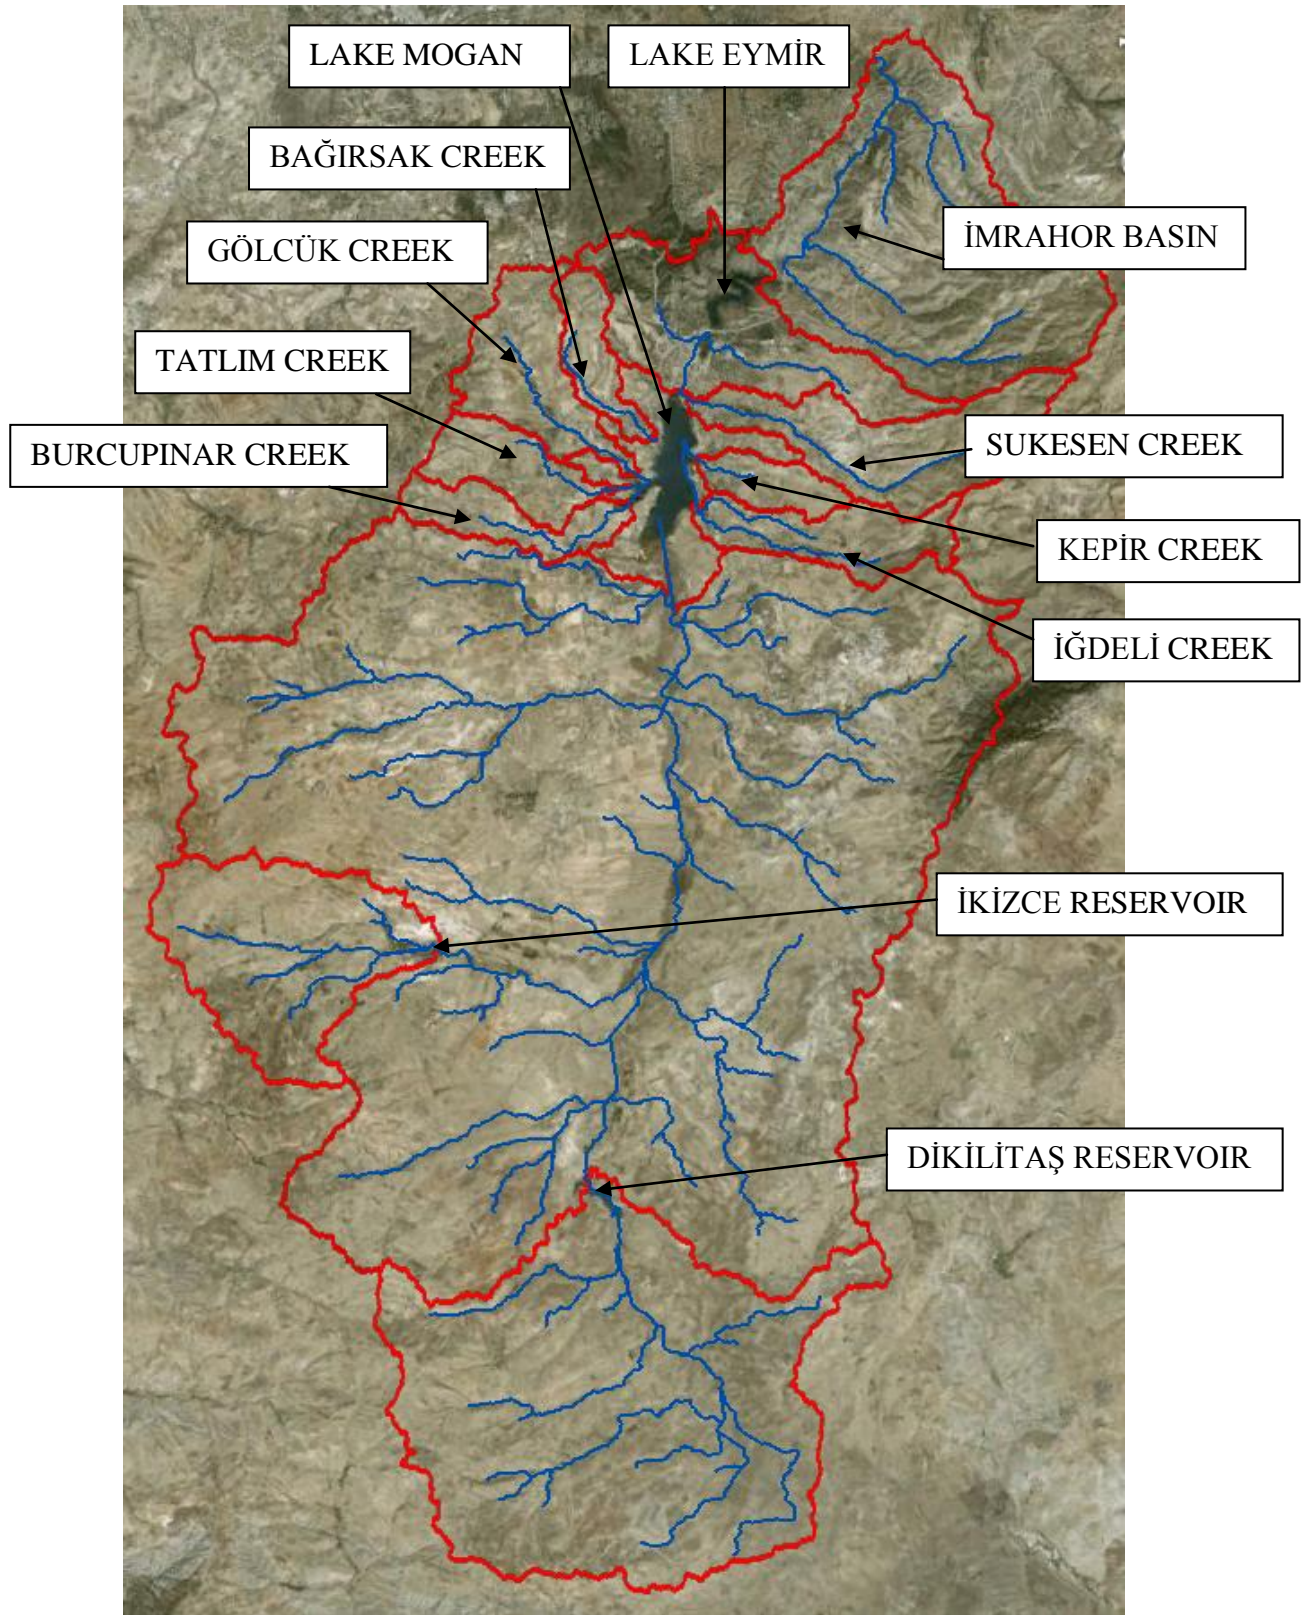 LAKE MOGAN
LAKE EYMİR
BAĞIRSAK CREEK
İMRAHOR BASIN
GÖLCÜK CREEK
TATLIM CREEK
BURCUPINAR CREEK
SUKESEN CREEK
KEPİR CREEK
İĞDELİ CREEK
İKİZCE RESERVOIR
DİKİLİTAŞ RESERVOIR